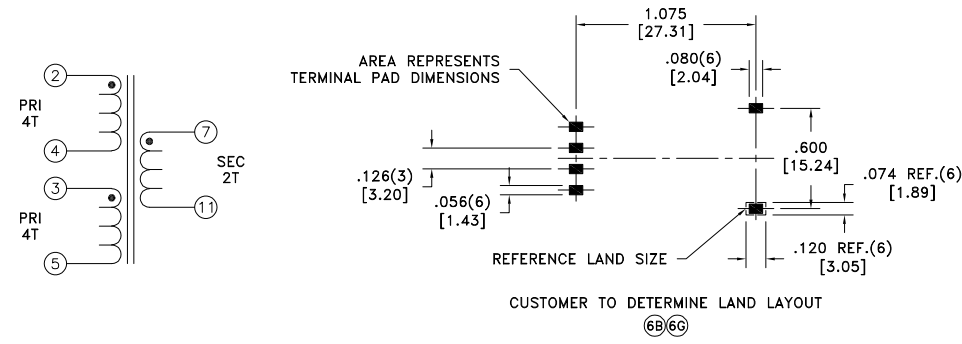 2
PRI
4T
4
3
PRI
4T
5
7
SEC
2T
11
1.075
[27.31]
AREA REPRESENTS
TERMINAL PAD DIMENSIONS
.080(6)
[2.04]
.126(3)
[3.20]
.056(6)
[1.43]
.600
[15.24]
.074 REF.(6)
[1.89]
REFERENCE LAND SIZE
.120 REF.(6)
[3.05]
CUSTOMER TO DETERMINE LAND LAYOUT
6B 6G